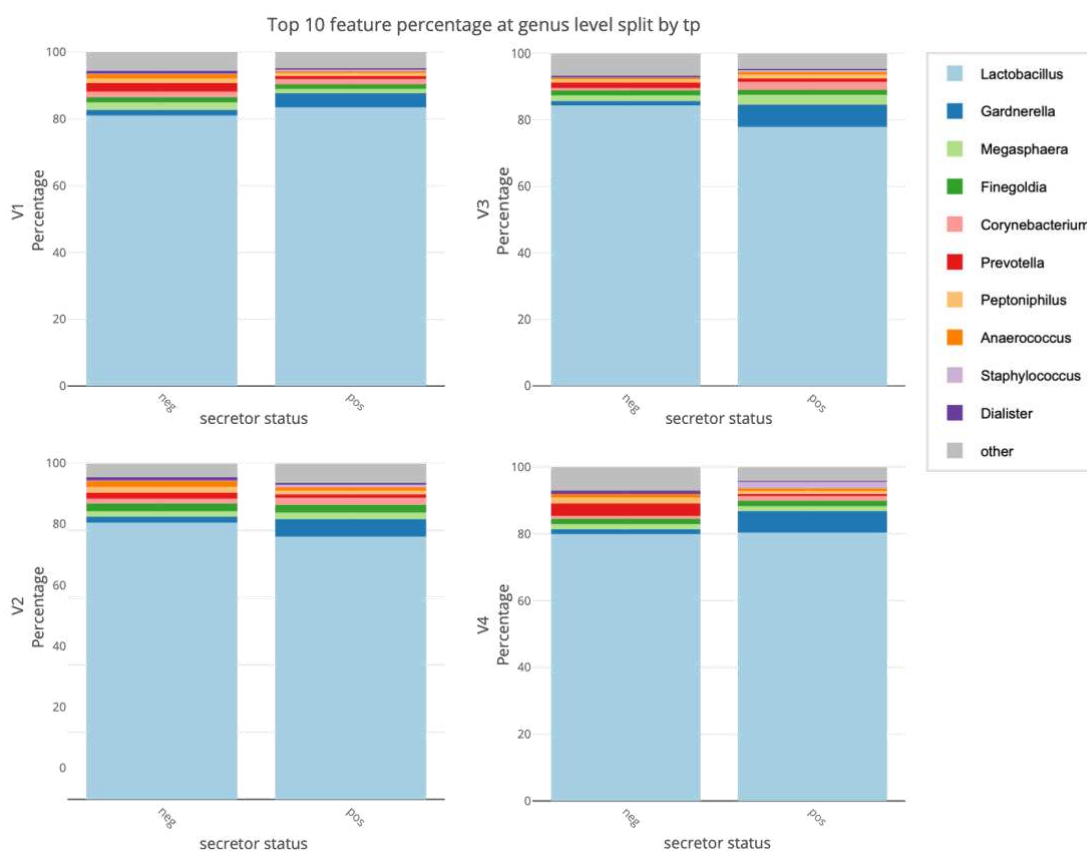 Top 10 feature percentage at genus level split by tp
V1
Percentage
100
80
60
40
20
0
neg
pos
secretor status
V3
Percentage
100
80
60
40
20
0
neg
pos
secretor status
Lactobacillus
Gardnerella
Megasphaera
Finegoldia
Corynebacterium
Prevotella
Peptoniphilus
Anaerococcus
Staphylococcus
Dialister
other
V2
Percentage
100
80
60
40
20
0
neg
pos
secretor status
V4
Percentage
100
80
60
40
20
0
neg
pos
secretor status